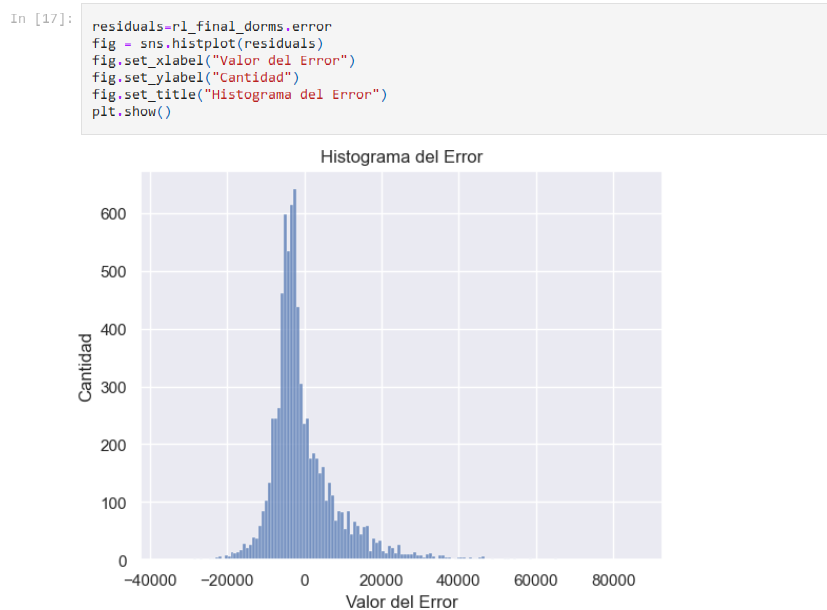 In [17]:
residuals=rl_final_dorms.error
fig = sns.histplot(residuals)
fig.set_xlabel("Valor del Error")
fig.set_ylabel("Cantidad")
fig.set_title("Histograma del Error")
plt.show()
Histograma del Error
600
500
400
300
200
100
0
Cantidad
−40000 −20000 0 20000 40000 60000 80000
Valor del Error